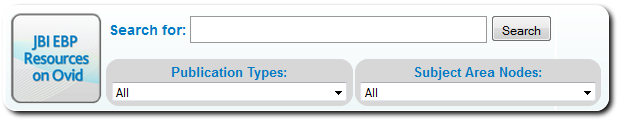 JBI EBP
Resources
on Ovid
Search for:
Search
Publication Types:
Subject Area Nodes:
All
All